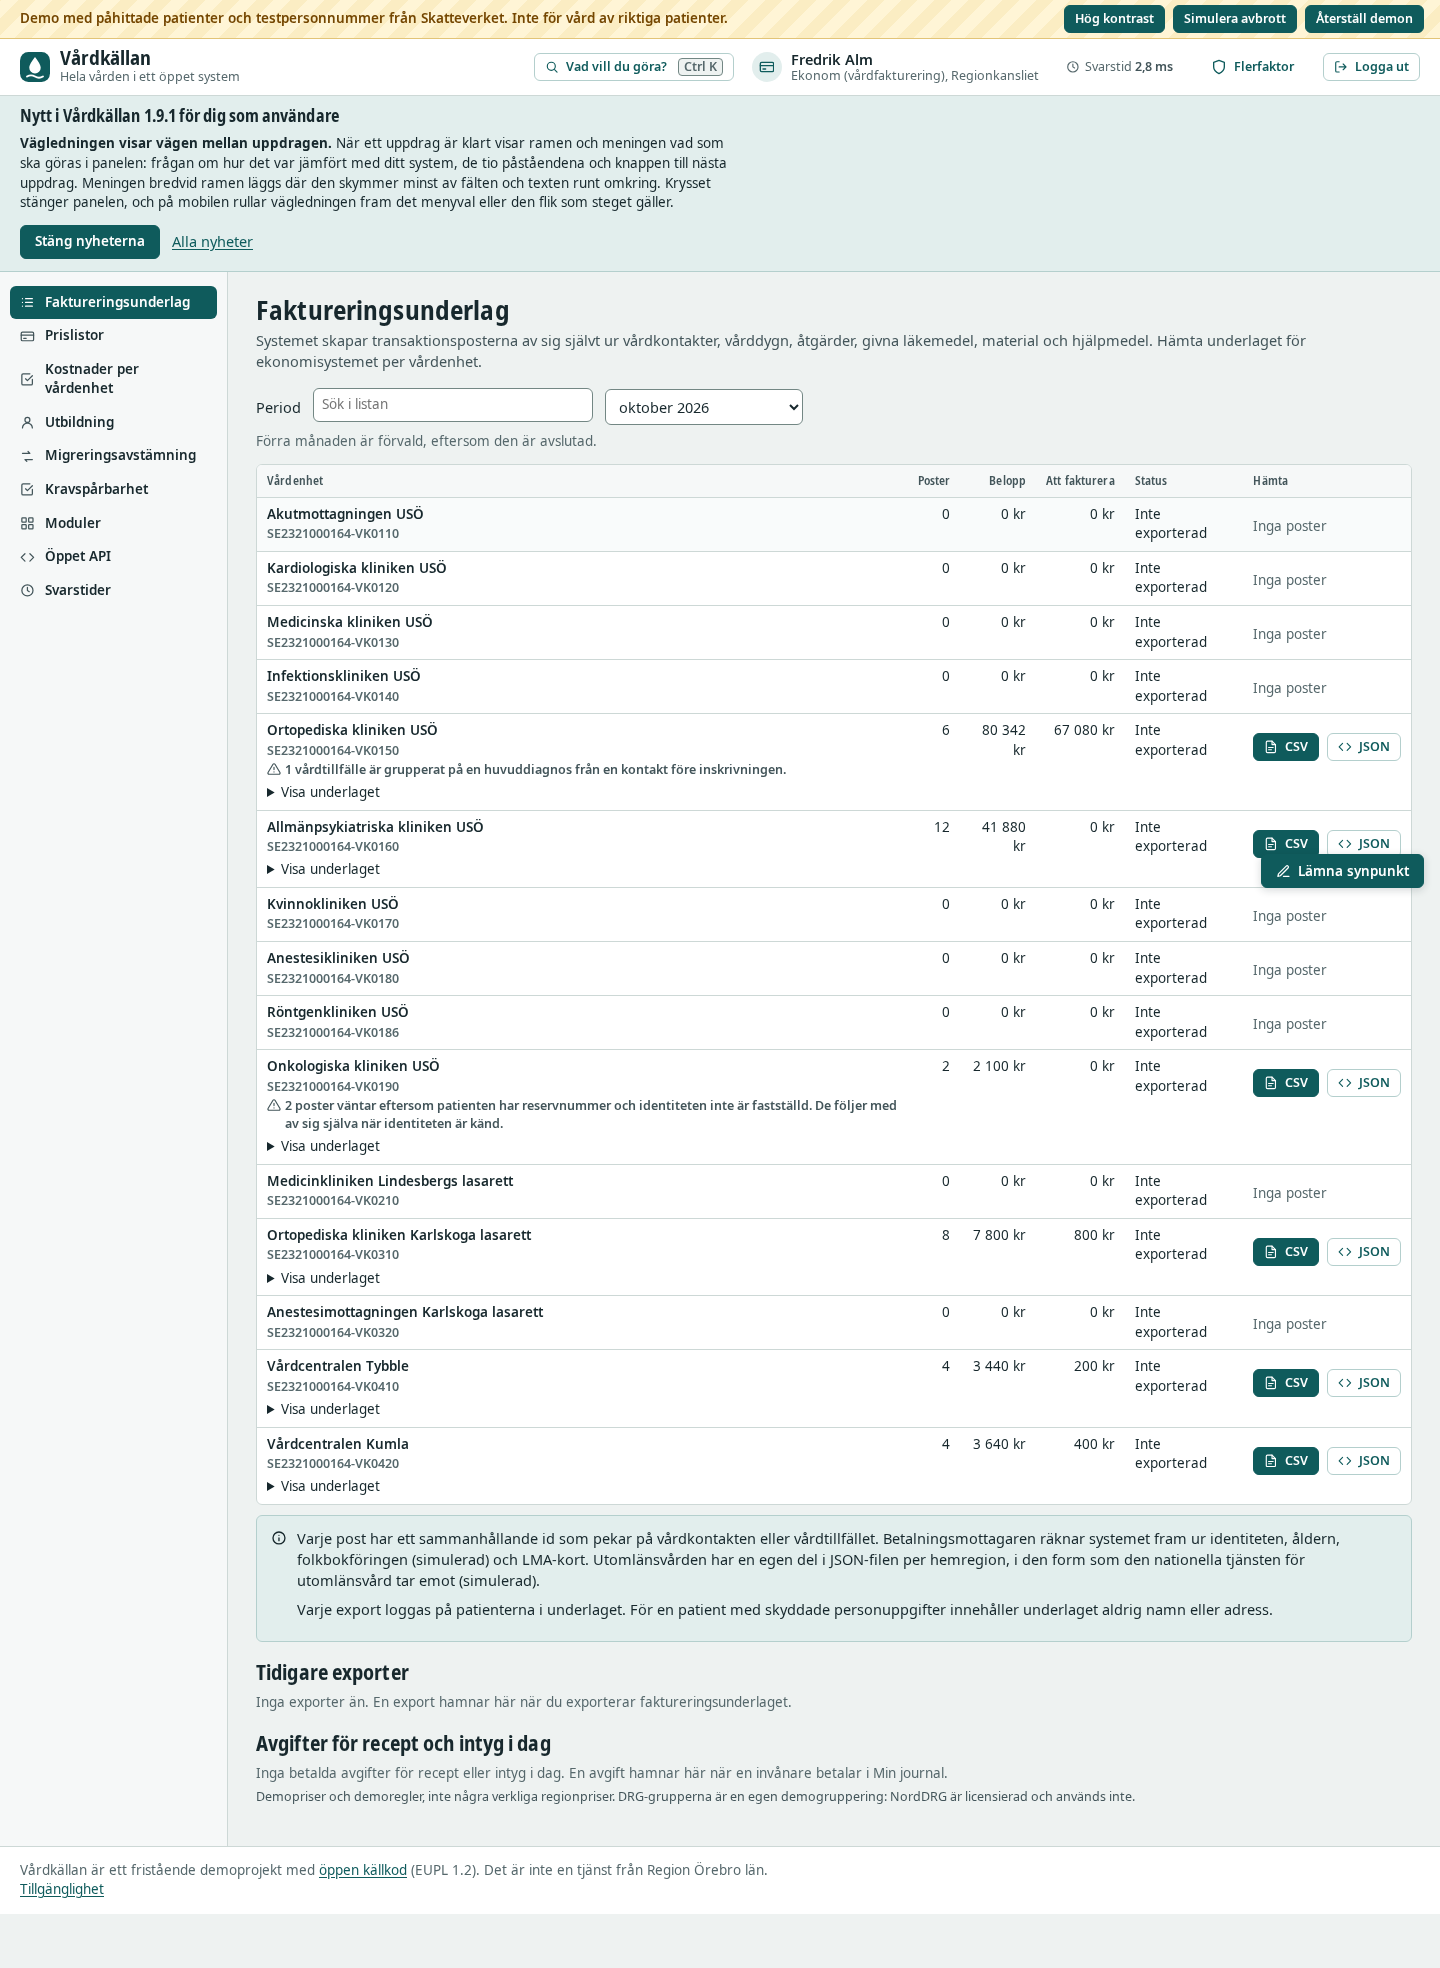 Demo med påhittade patienter och testpersonnummer från Skatteverket. Inte för vård av riktiga patienter.
Hög kontrast
Simulera avbrott
Återställ demon
Vårdkällan
Hela vården i ett öppet system
Vad vill du göra? Ctrl K
Fredrik Alm
Ekonom (vårdfakturering), Regionkansliet
Svarstid 2,8 ms
Flerfaktor
Logga ut
Nytt i Vårdkällan 1.9.1 för dig som användare
Vägledningen visar vägen mellan uppdragen. När ett uppdrag är klart visar ramen och meningen vad som
ska göras i panelen: frågan om hur det var jämfört med ditt system, de tio påståendena och knappen till nästa
uppdrag. Meningen bredvid ramen läggs där den skymmer minst av fälten och texten runt omkring. Krysset
stänger panelen, och på mobilen rullar vägledningen fram det menyval eller den flik som steget gäller.
Stäng nyheterna
Alla nyheter
Faktureringsunderlag
Prislistor
Kostnader per
vårdenhet
Utbildning
Migreringsavstämning
Kravspårbarhet
Moduler
Öppet API
Svarstider
Faktureringsunderlag
Systemet skapar transaktionsposterna av sig självt ur vårdkontakter, vårddygn, åtgärder, givna läkemedel, material och hjälpmedel. Hämta underlaget för
ekonomisystemet per vårdenhet.
Period
Sök i listan
oktober 2026
Förra månaden är förvald, eftersom den är avslutad.
Vårdenhet Poster Belopp Att fakturera Status Hämta
Akutmottagningen USÖ 0 0 kr 0 kr Inte
SE2321000164-VK0110 exporterad Inga poster
Kardiologiska kliniken USÖ 0 0 kr 0 kr Inte
SE2321000164-VK0120 exporterad Inga poster
Medicinska kliniken USÖ 0 0 kr 0 kr Inte
SE2321000164-VK0130 exporterad Inga poster
Infektionskliniken USÖ 0 0 kr 0 kr Inte
SE2321000164-VK0140 exporterad Inga poster
Ortopediska kliniken USÖ 6 80 342 67 080 kr Inte
SE2321000164-VK0150 kr exporterad CSV JSON
1 vårdtillfälle är grupperat på en huvuddiagnos från en kontakt före inskrivningen.
Visa underlaget
Allmänpsykiatriska kliniken USÖ 12 41 880 0 kr Inte
SE2321000164-VK0160 kr exporterad CSV JSON
Visa underlaget
Lämna synpunkt
Kvinnokliniken USÖ 0 0 kr 0 kr Inte
SE2321000164-VK0170 exporterad Inga poster
Anestesikliniken USÖ 0 0 kr 0 kr Inte
SE2321000164-VK0180 exporterad Inga poster
Röntgenkliniken USÖ 0 0 kr 0 kr Inte
SE2321000164-VK0186 exporterad Inga poster
Onkologiska kliniken USÖ 2 2 100 kr 0 kr Inte
SE2321000164-VK0190 exporterad CSV JSON
2 poster väntar eftersom patienten har reservnummer och identiteten inte är fastställd. De följer med
av sig själva när identiteten är känd.
Visa underlaget
Medicinkliniken Lindesbergs lasarett 0 0 kr 0 kr Inte
SE2321000164-VK0210 exporterad Inga poster
Ortopediska kliniken Karlskoga lasarett 8 7 800 kr 800 kr Inte
SE2321000164-VK0310 exporterad CSV JSON
Visa underlaget
Anestesimottagningen Karlskoga lasarett 0 0 kr 0 kr Inte
SE2321000164-VK0320 exporterad Inga poster
Vårdcentralen Tybble 4 3 440 kr 200 kr Inte
SE2321000164-VK0410 exporterad CSV JSON
Visa underlaget
Vårdcentralen Kumla 4 3 640 kr 400 kr Inte
SE2321000164-VK0420 exporterad CSV JSON
Visa underlaget
Varje post har ett sammanhållande id som pekar på vårdkontakten eller vårdtillfället. Betalningsmottagaren räknar systemet fram ur identiteten, åldern,
folkbokföringen (simulerad) och LMA-kort. Utomlänsvården har en egen del i JSON-filen per hemregion, i den form som den nationella tjänsten för
utomlänsvård tar emot (simulerad).
Varje export loggas på patienterna i underlaget. För en patient med skyddade personuppgifter innehåller underlaget aldrig namn eller adress.
Tidigare exporter
Inga exporter än. En export hamnar här när du exporterar faktureringsunderlaget.
Avgifter för recept och intyg i dag
Inga betalda avgifter för recept eller intyg i dag. En avgift hamnar här när en invånare betalar i Min journal.
Demopriser och demoregler, inte några verkliga regionpriser. DRG-grupperna är en egen demogruppering: NordDRG är licensierad och används inte.
Vårdkällan är ett fristående demoprojekt med öppen källkod (EUPL 1.2). Det är inte en tjänst från Region Örebro län.
Tillgänglighet